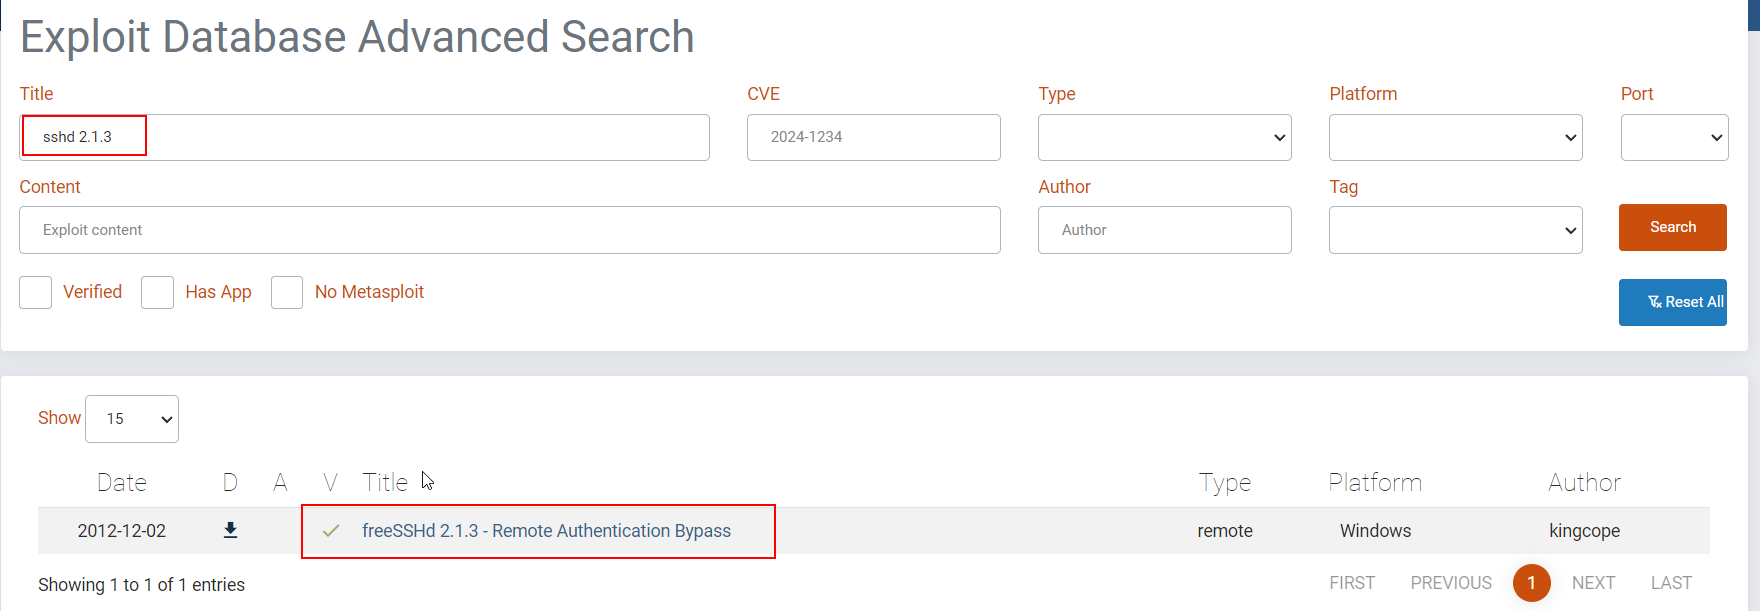 Exploit Database Advanced Search
Title CVE Type Platform Port
sshd 2.1.3 2024-1234
Content Author Tag
Exploit content Author Search
Verified Has App No Metasploit Reset All
Show 15
Date D A V Title Type Platform Author
2012-12-02 freeSSHd 2.1.3 - Remote Authentication Bypass remote Windows kingcope
Showing 1 to 1 of 1 entries FIRST PREVIOUS 1 NEXT LAST